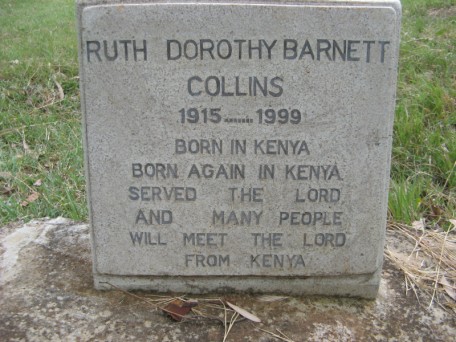 RUTH DOROTHY BARNETT
COLLINS
1915.......1999
BORN IN KENYA
BORN AGAIN IN KENYA
SERVED THE LORD
AND MANY PEOPLE
WILL MEET THE LORD
FROM KENYA